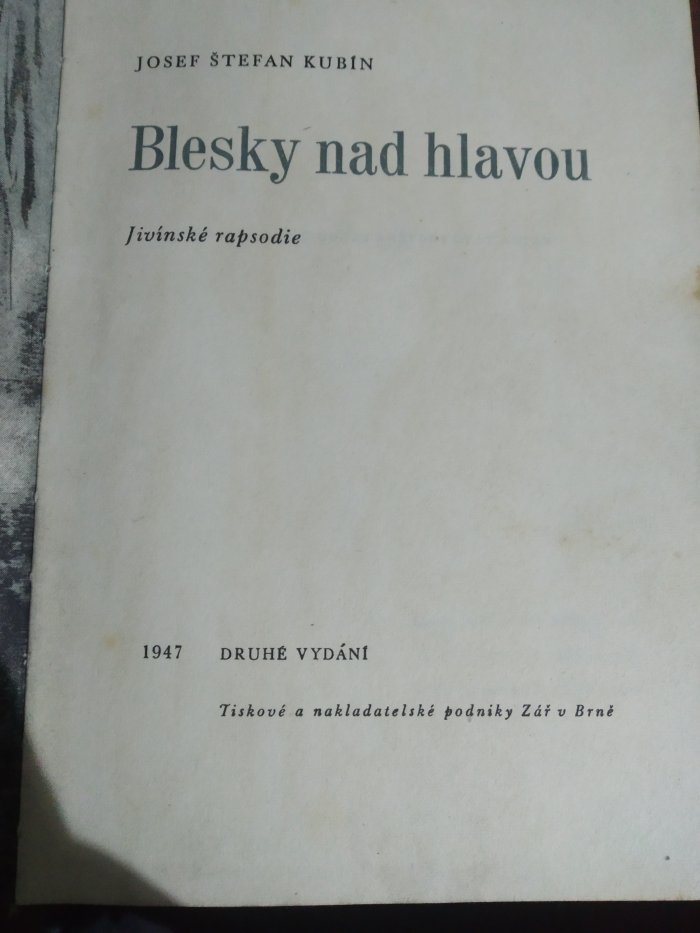 JOSEF ŠTEFAN KUBÍN
Blesky nad hlavou
Jivínské rapsodie
1947 DRUHÉ VYDÁNÍ
Tiskové a nakladatelské podniky Zář v Brně